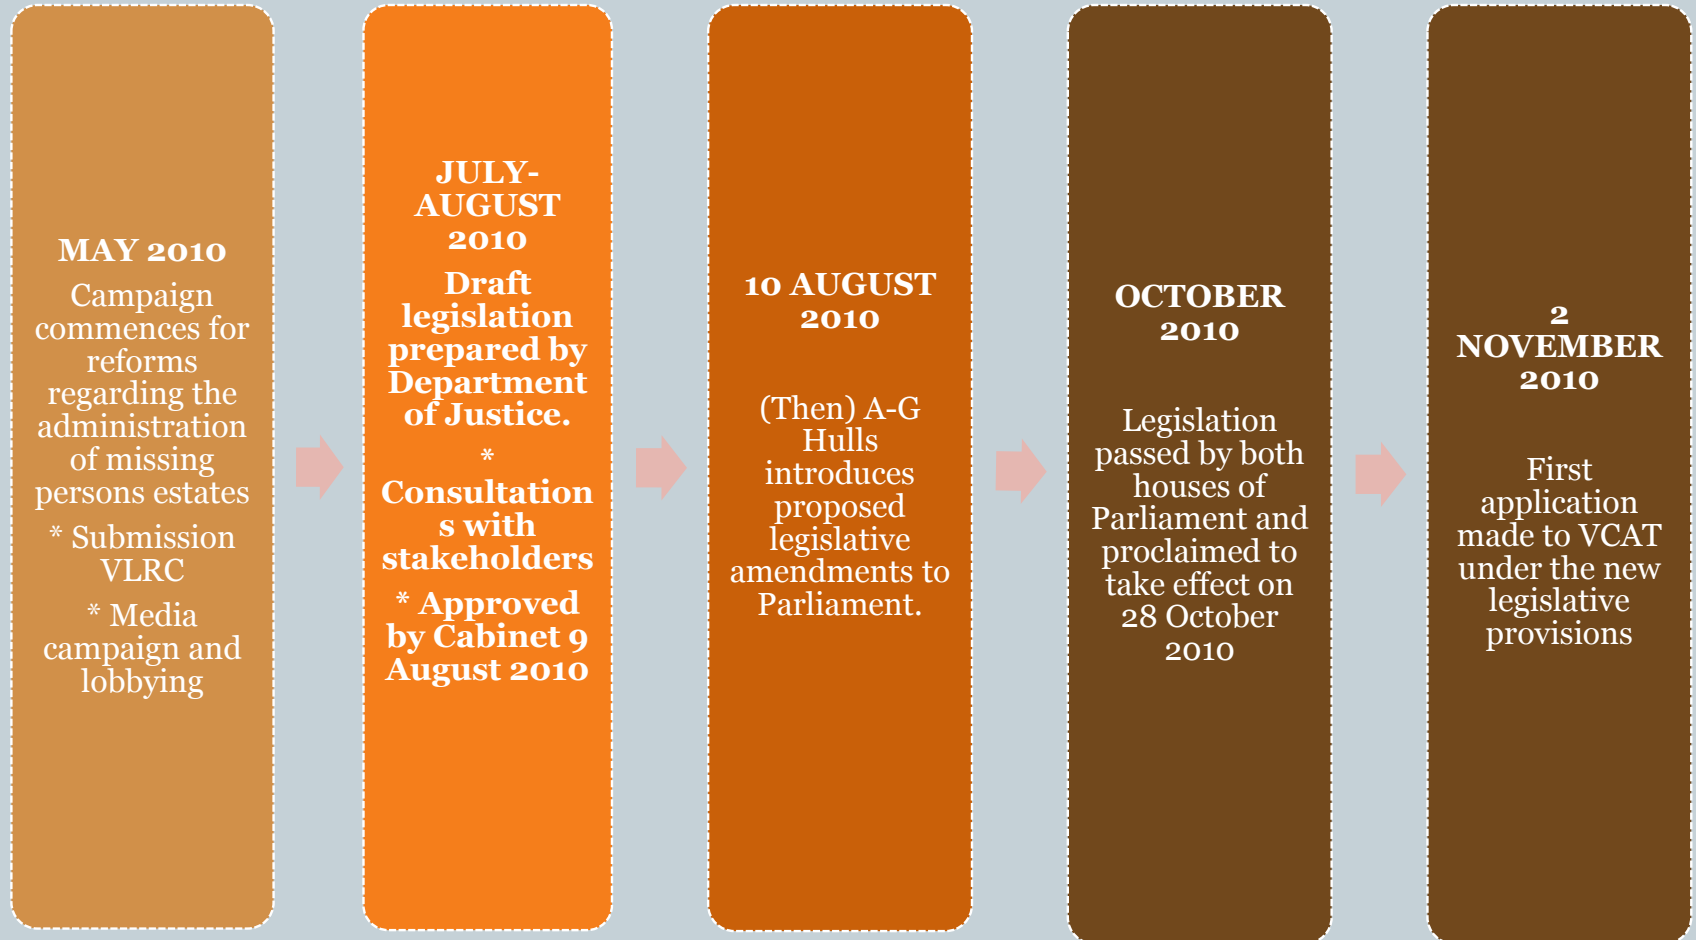 MAY 2010
Campaign
commences for
reforms
regarding the
administration
of missing
persons estates
* Submission
VLRC
* Media
campaign and
lobbying
JULY-
AUGUST
2010
Draft
legislation
prepared by
Department
of Justice.
*
Consultation
s with
stakeholders
* Approved
by Cabinet 9
August 2010
10 AUGUST
2010
(Then) A-G
Hulls
introduces
proposed
legislative
amendments to
Parliament.
OCTOBER
2010
Legislation
passed by both
houses of
Parliament and
proclaimed to
take effect on
28 October
2010
2
NOVEMBER
2010
First
application
made to VCAT
under the new
legislative
provisions